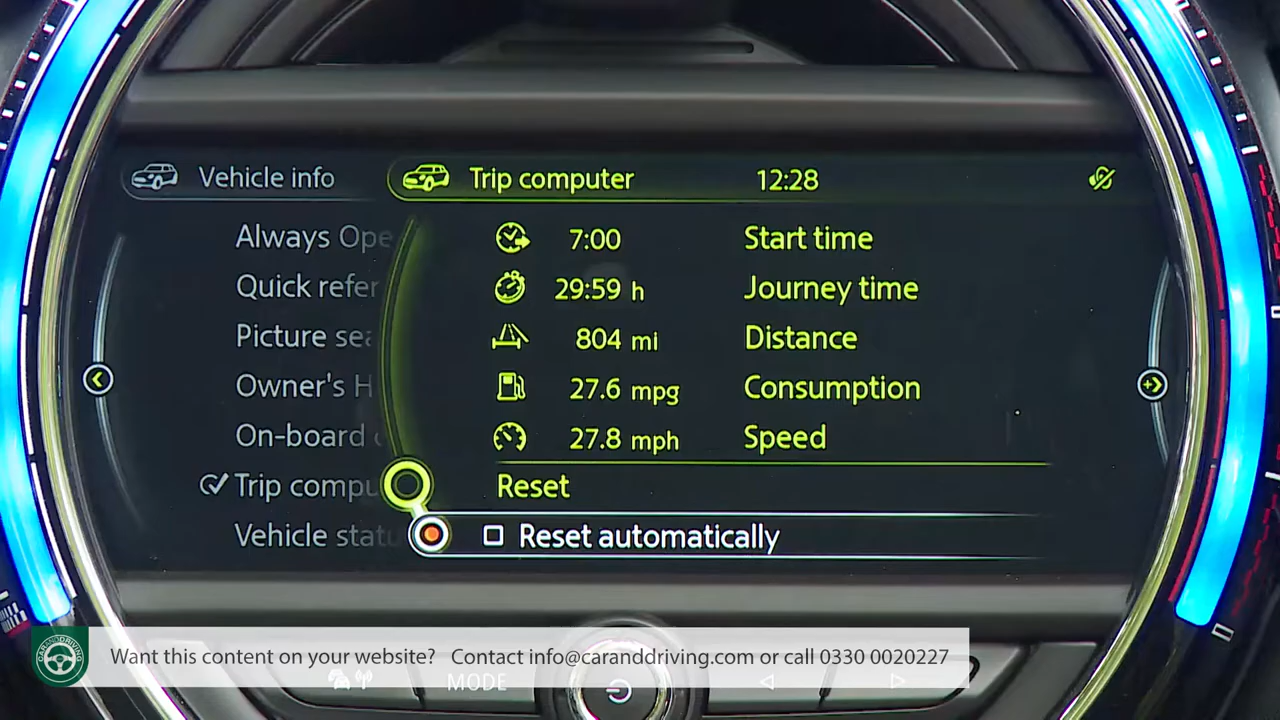 Vehicle info
Trip computer 12:28
Always Ope
7:00 Start time
Quick refer
29:59 h Journey time
Picture sea
804 mi Distance
Owner's H
27.6 mpg Consumption
On-board
27.8 mph Speed
Trip compu
Reset
Vehicle statu
Reset automatically
CARANDDRIVING
Want this content on your website? Contact info@caranddriving.com or call 0330 0020227
MODE